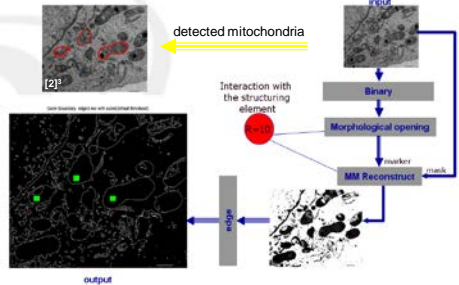 input
detected mitochondria
[2]³
Interaction with
the structuring
element
R=10
Binary
Morphological opening
marker
mask
MM Reconstruct
edge
output